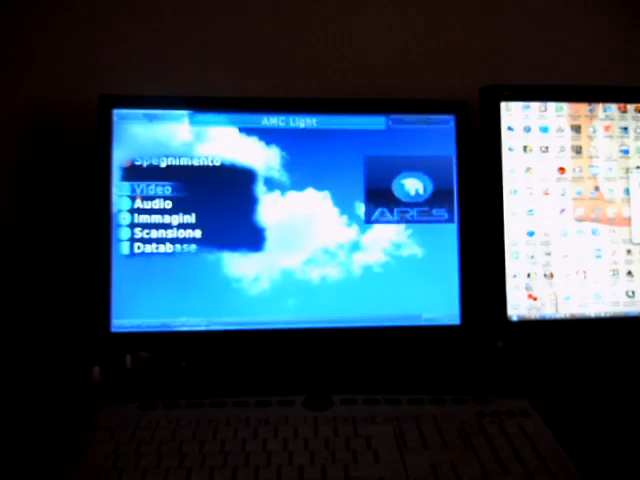 AMC Light
Spegnimento
Video
Audio
Immagini
Scansione
Database
ARES